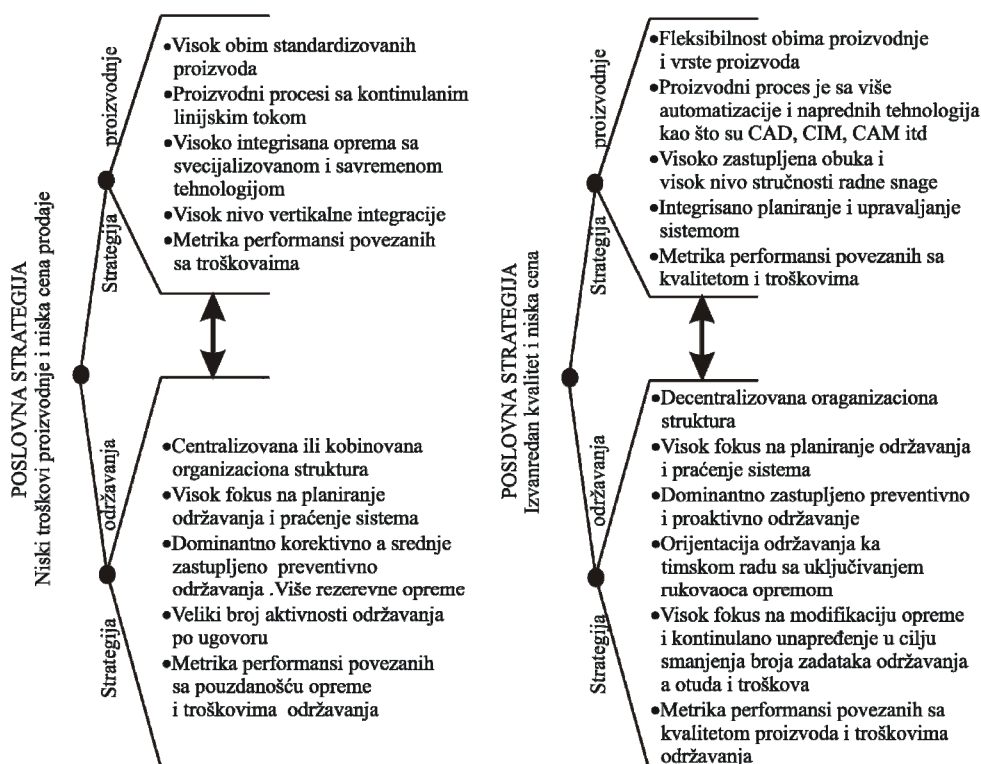 POSLOVNA STRATEGIJA
Niski troškovi proizvodnje i niska cena prodaje
Strategija proizvodnje
•Visok obim standardizovanih
proizvoda
•Proizvodni procesi sa kontinulanim
linijskim tokom
•Visoko integrisana oprema sa
svecijalizovanom i savremenom
tehnologijom
•Visok nivo vertikalne integracije
•Metrika performansi povezanih
sa troškovaima
Strategija održavanja
•Centralizovana ili kobinovana
organizaciona struktura
•Visok fokus na planiranje
održavanja i praćenje sistema
•Dominantno korektivno a srednje
zastupljeno preventivno
održavanja .Više rezerevne opreme
•Veliki broj aktivnosti održavanja
po ugovoru
•Metrika performansi povezanih
sa pouzdanošću opreme
i troškovima održavanja
POSLOVNA STRATEGIJA
Izvanredan kvalitet i niska cena
Strategija proizvodnje
•Fleksibilnost obima proizvodnje
i vrste proizvoda
•Proizvodni proces je sa više
automatizacije i naprednih tehnologija
kao što su CAD, CIM, CAM itd
•Visoko zastupljena obuka i
visok nivo stručnosti radne snage
•Integrisano planiranje i upravaljanje
sistemom
•Metrika performansi povezanih sa
kvalitetom i troškovima
Strategija održavanja
•Decentralizovana oraganizaciona
struktura
•Visok fokus na planiranje održavanja
i praćenje sistema
•Dominantno zastupljeno preventivno
i proaktivno održavanje
•Orijentacija održavanja ka
timskom radu sa uključivanjem
rukovaoca opremom
•Visok fokus na modifikaciju opreme
i kontinulano unapređenje u cilju
smanjenja broja zadataka održavanja
a otuda i troškova
•Metrika performansi povezanih sa
kvalitetom proizvoda i troškovima
održavanja